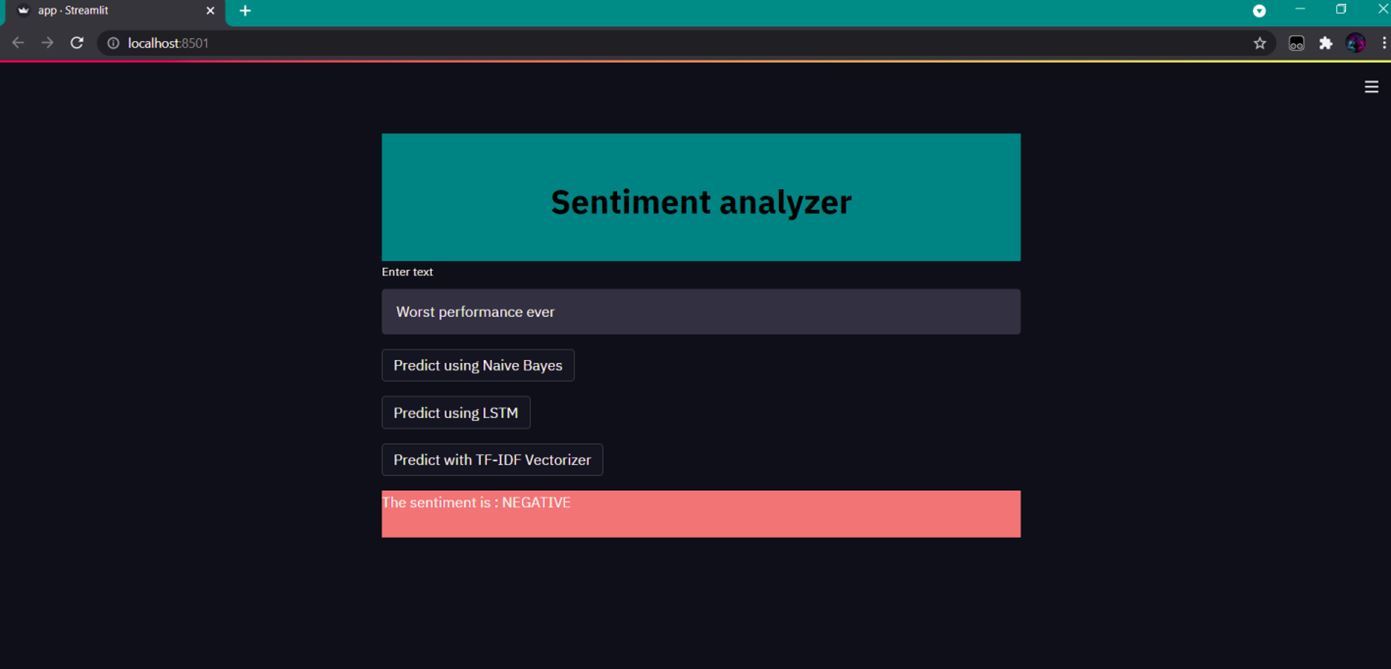 app · Streamlit
localhost:8501
Sentiment analyzer
Enter text
Worst performance ever
Predict using Naive Bayes
Predict using LSTM
Predict with TF-IDF Vectorizer
The sentiment is : NEGATIVE